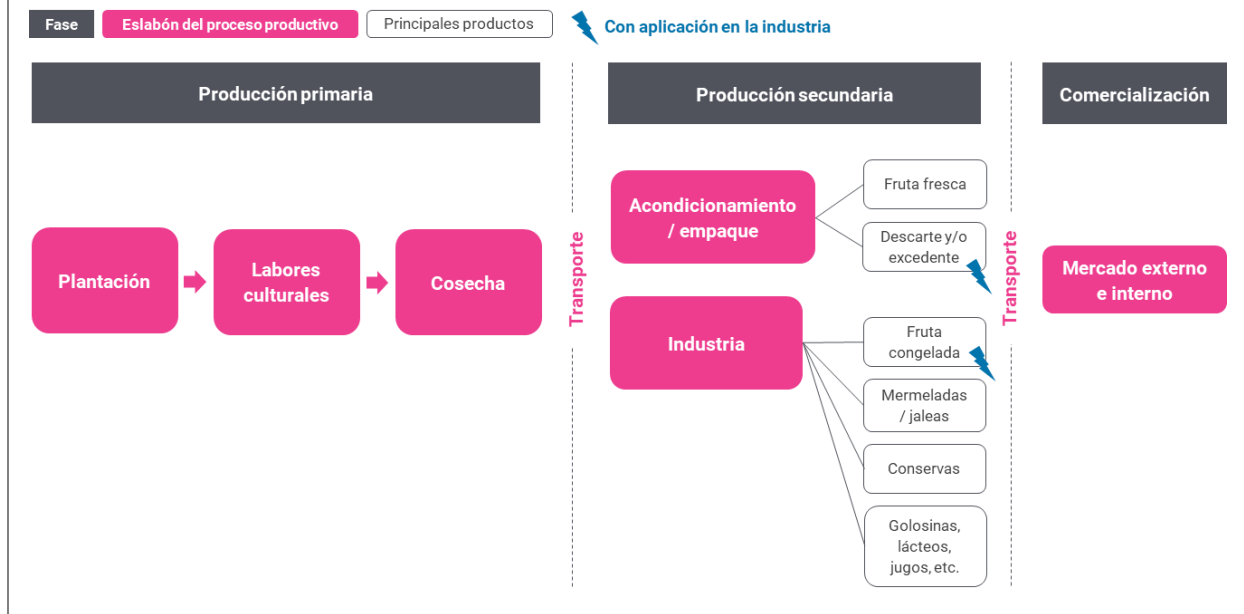 Fase
Eslabón del proceso productivo
Principales productos
Con aplicación en la industria
Producción primaria
Producción secundaria
Comercialización
Plantación
Labores
culturales
Cosecha
Transporte
Acondicionamiento
/ empaque
Fruta fresca
Descarte y/o
excedente
Industria
Fruta
congelada
Mermeladas
/ jaleas
Conservas
Golosinas,
lácteos,
jugos, etc.
Transporte
Mercado externo
e interno